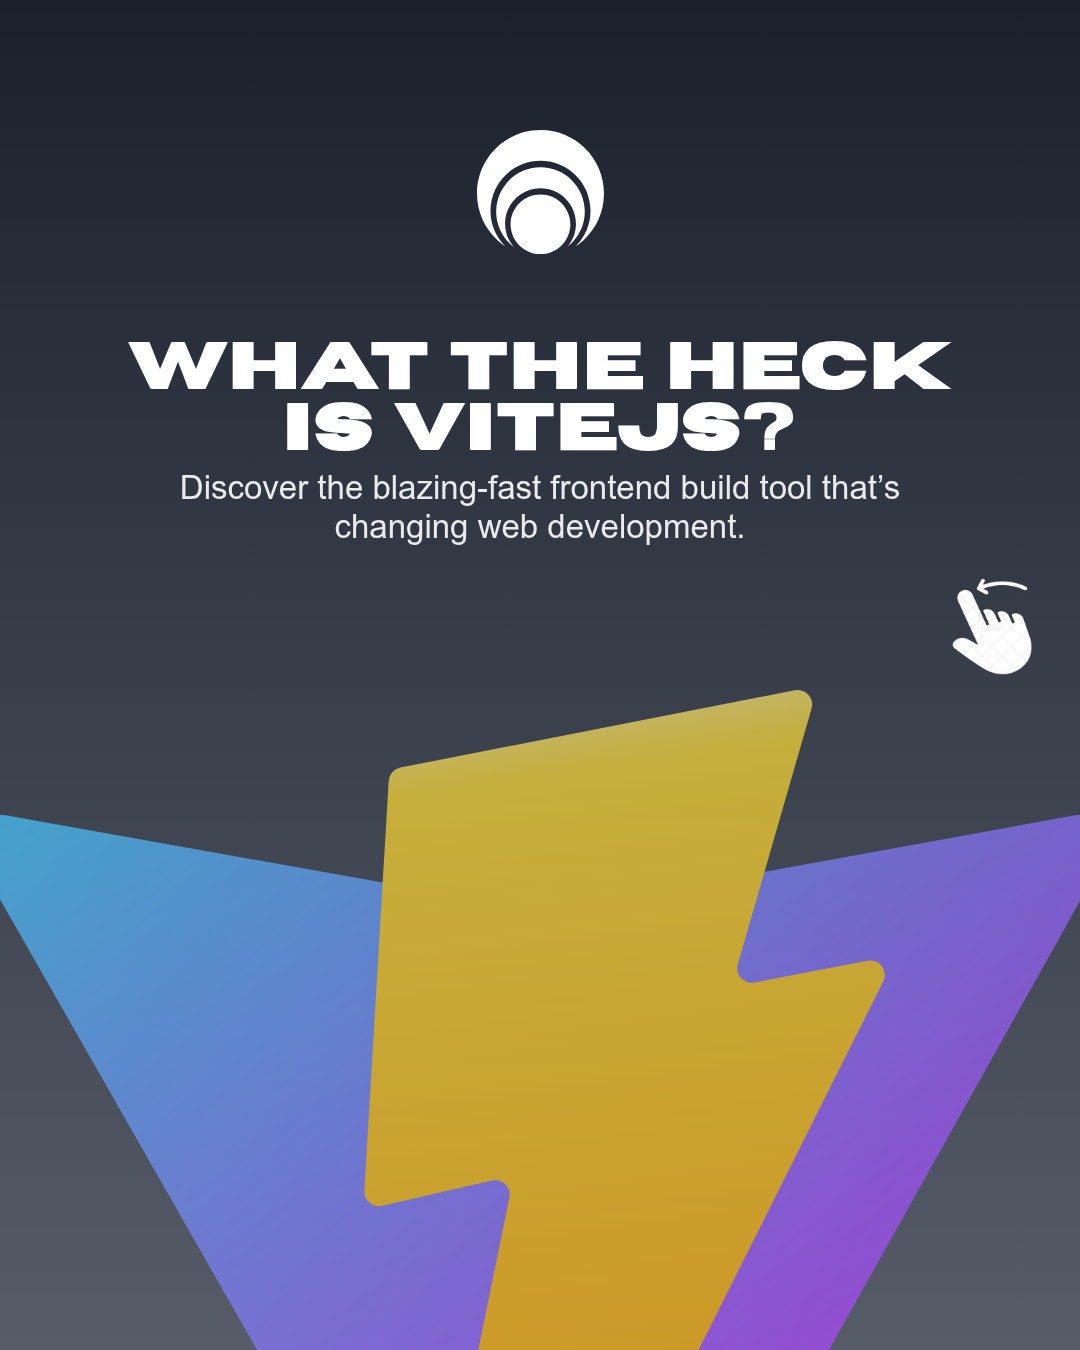 WHAT THE HECK
IS VITEJS?
Discover the blazing-fast frontend build tool that’s
changing web development.